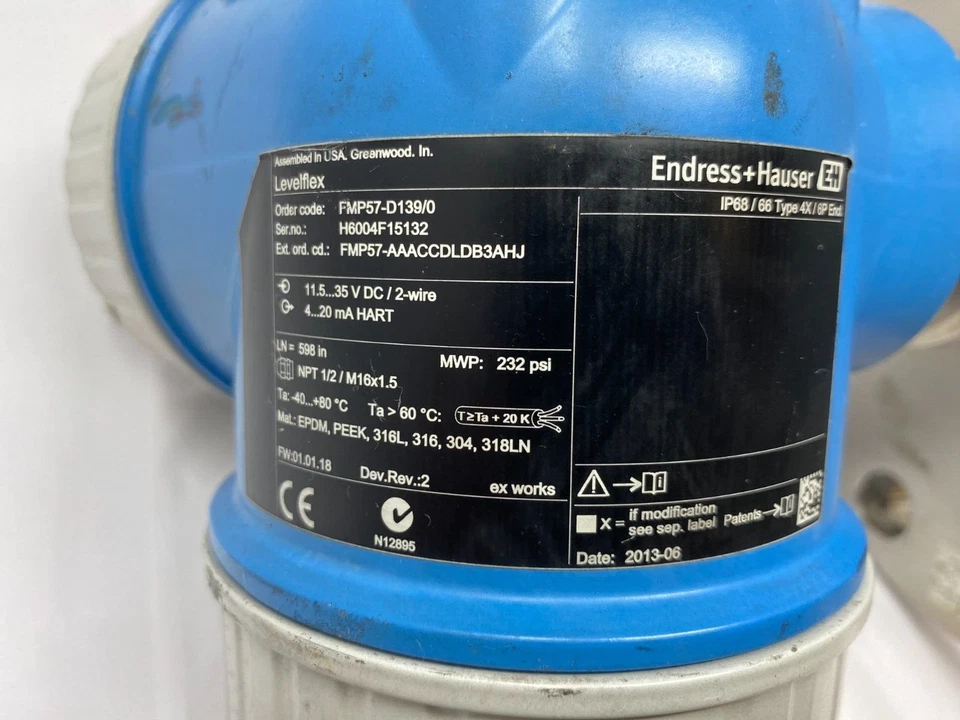 Assembled in USA. Greenwood. In.
Levelflex
Endress+Hauser EH
IP68 / 66 Type 4X / 6P Encl.
Order code: FMP57-D139/0
Ser.no.: H6004F15132
Ext. ord. cd.: FMP57-AAACCDLDB3AHJ
11.5...35 V DC / 2-wire
4...20 mA HART
LN = 598 in
MWP: 232 psi
NPT 1/2 / M16x1.5
Ta: -40...+80 °C Ta > 60 °C: T≥Ta + 20 K
Mat.: EPDM, PEEK, 316L, 316, 304, 318LN
FW:01.01.18 Dev.Rev.:2 ex works
CE
N12895
X = if modification
see sep. label
Patents
Date: 2013-06